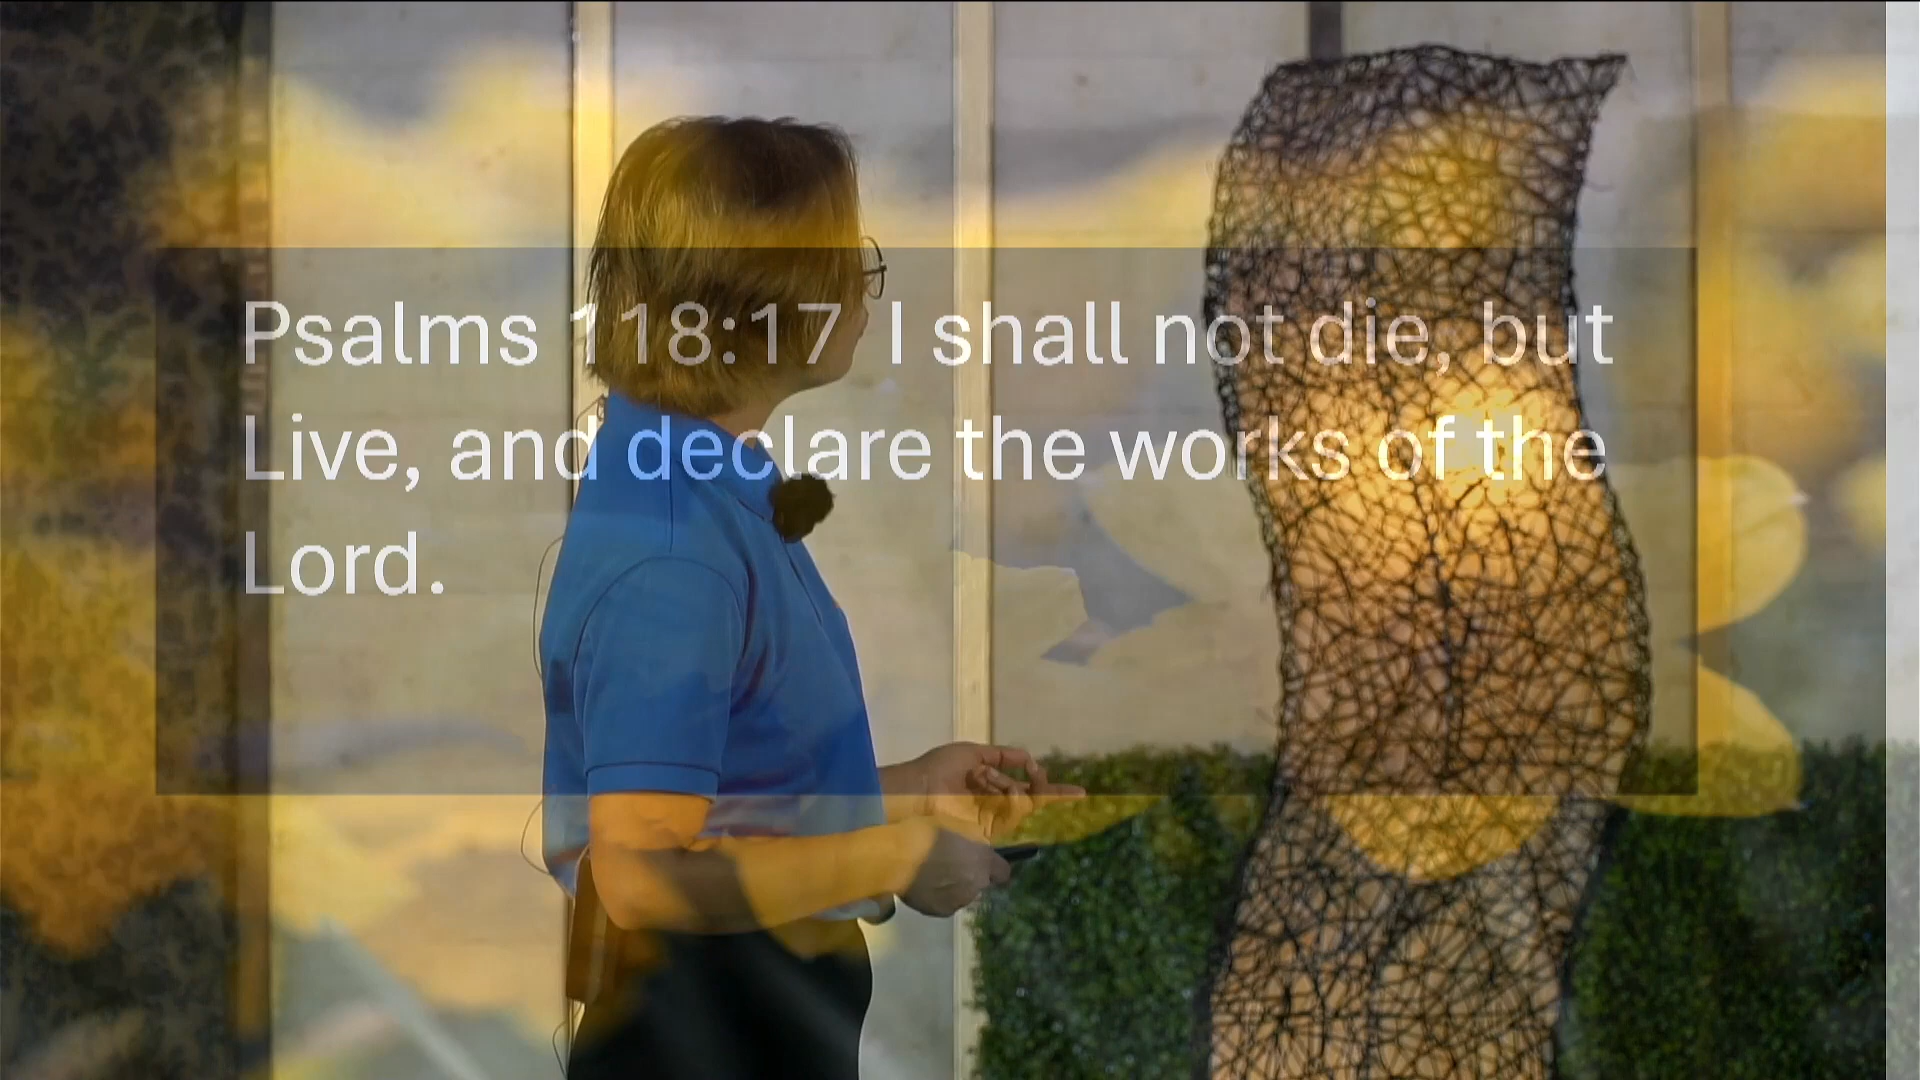 Psalms 118:17  I shall not die, but
Live, and declare the works of the
Lord.